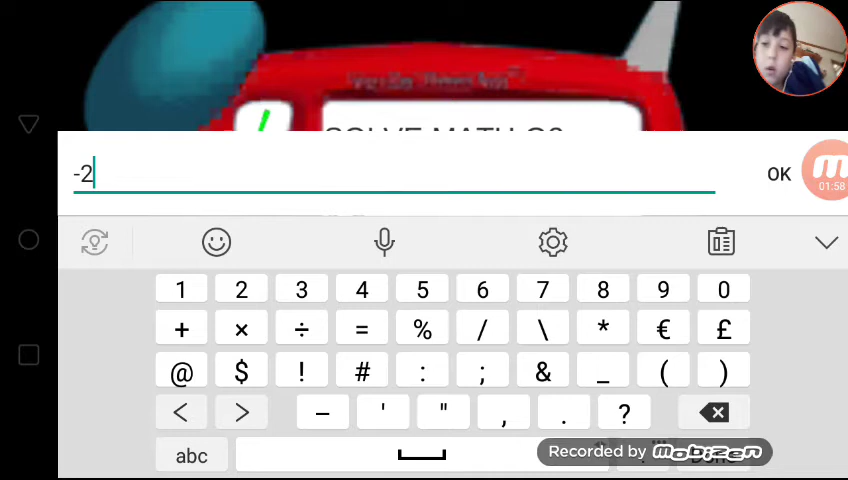 SOLVE MATH Q3
-2
OK
01:58
1 2 3 4 5 6 7 8 9 0
+ × ÷ = % / \ * € £
@ $ ! # : ; & _ ( )
< > – ' " , . ?
abc
Recorded by MOBIZEN